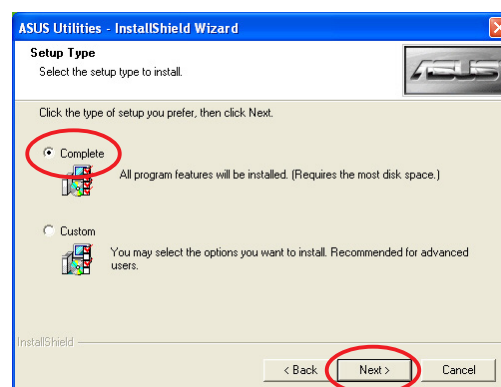 ASUS Utilities - InstallShield Wizard
Setup Type
Select the setup type to install.
ASUS
Click the type of setup you prefer, then click Next.
Complete
All program features will be installed. (Requires the most disk space.)
Custom
You may select the options you want to install. Recommended for advanced
users.
InstallShield
< Back
Next >
Cancel